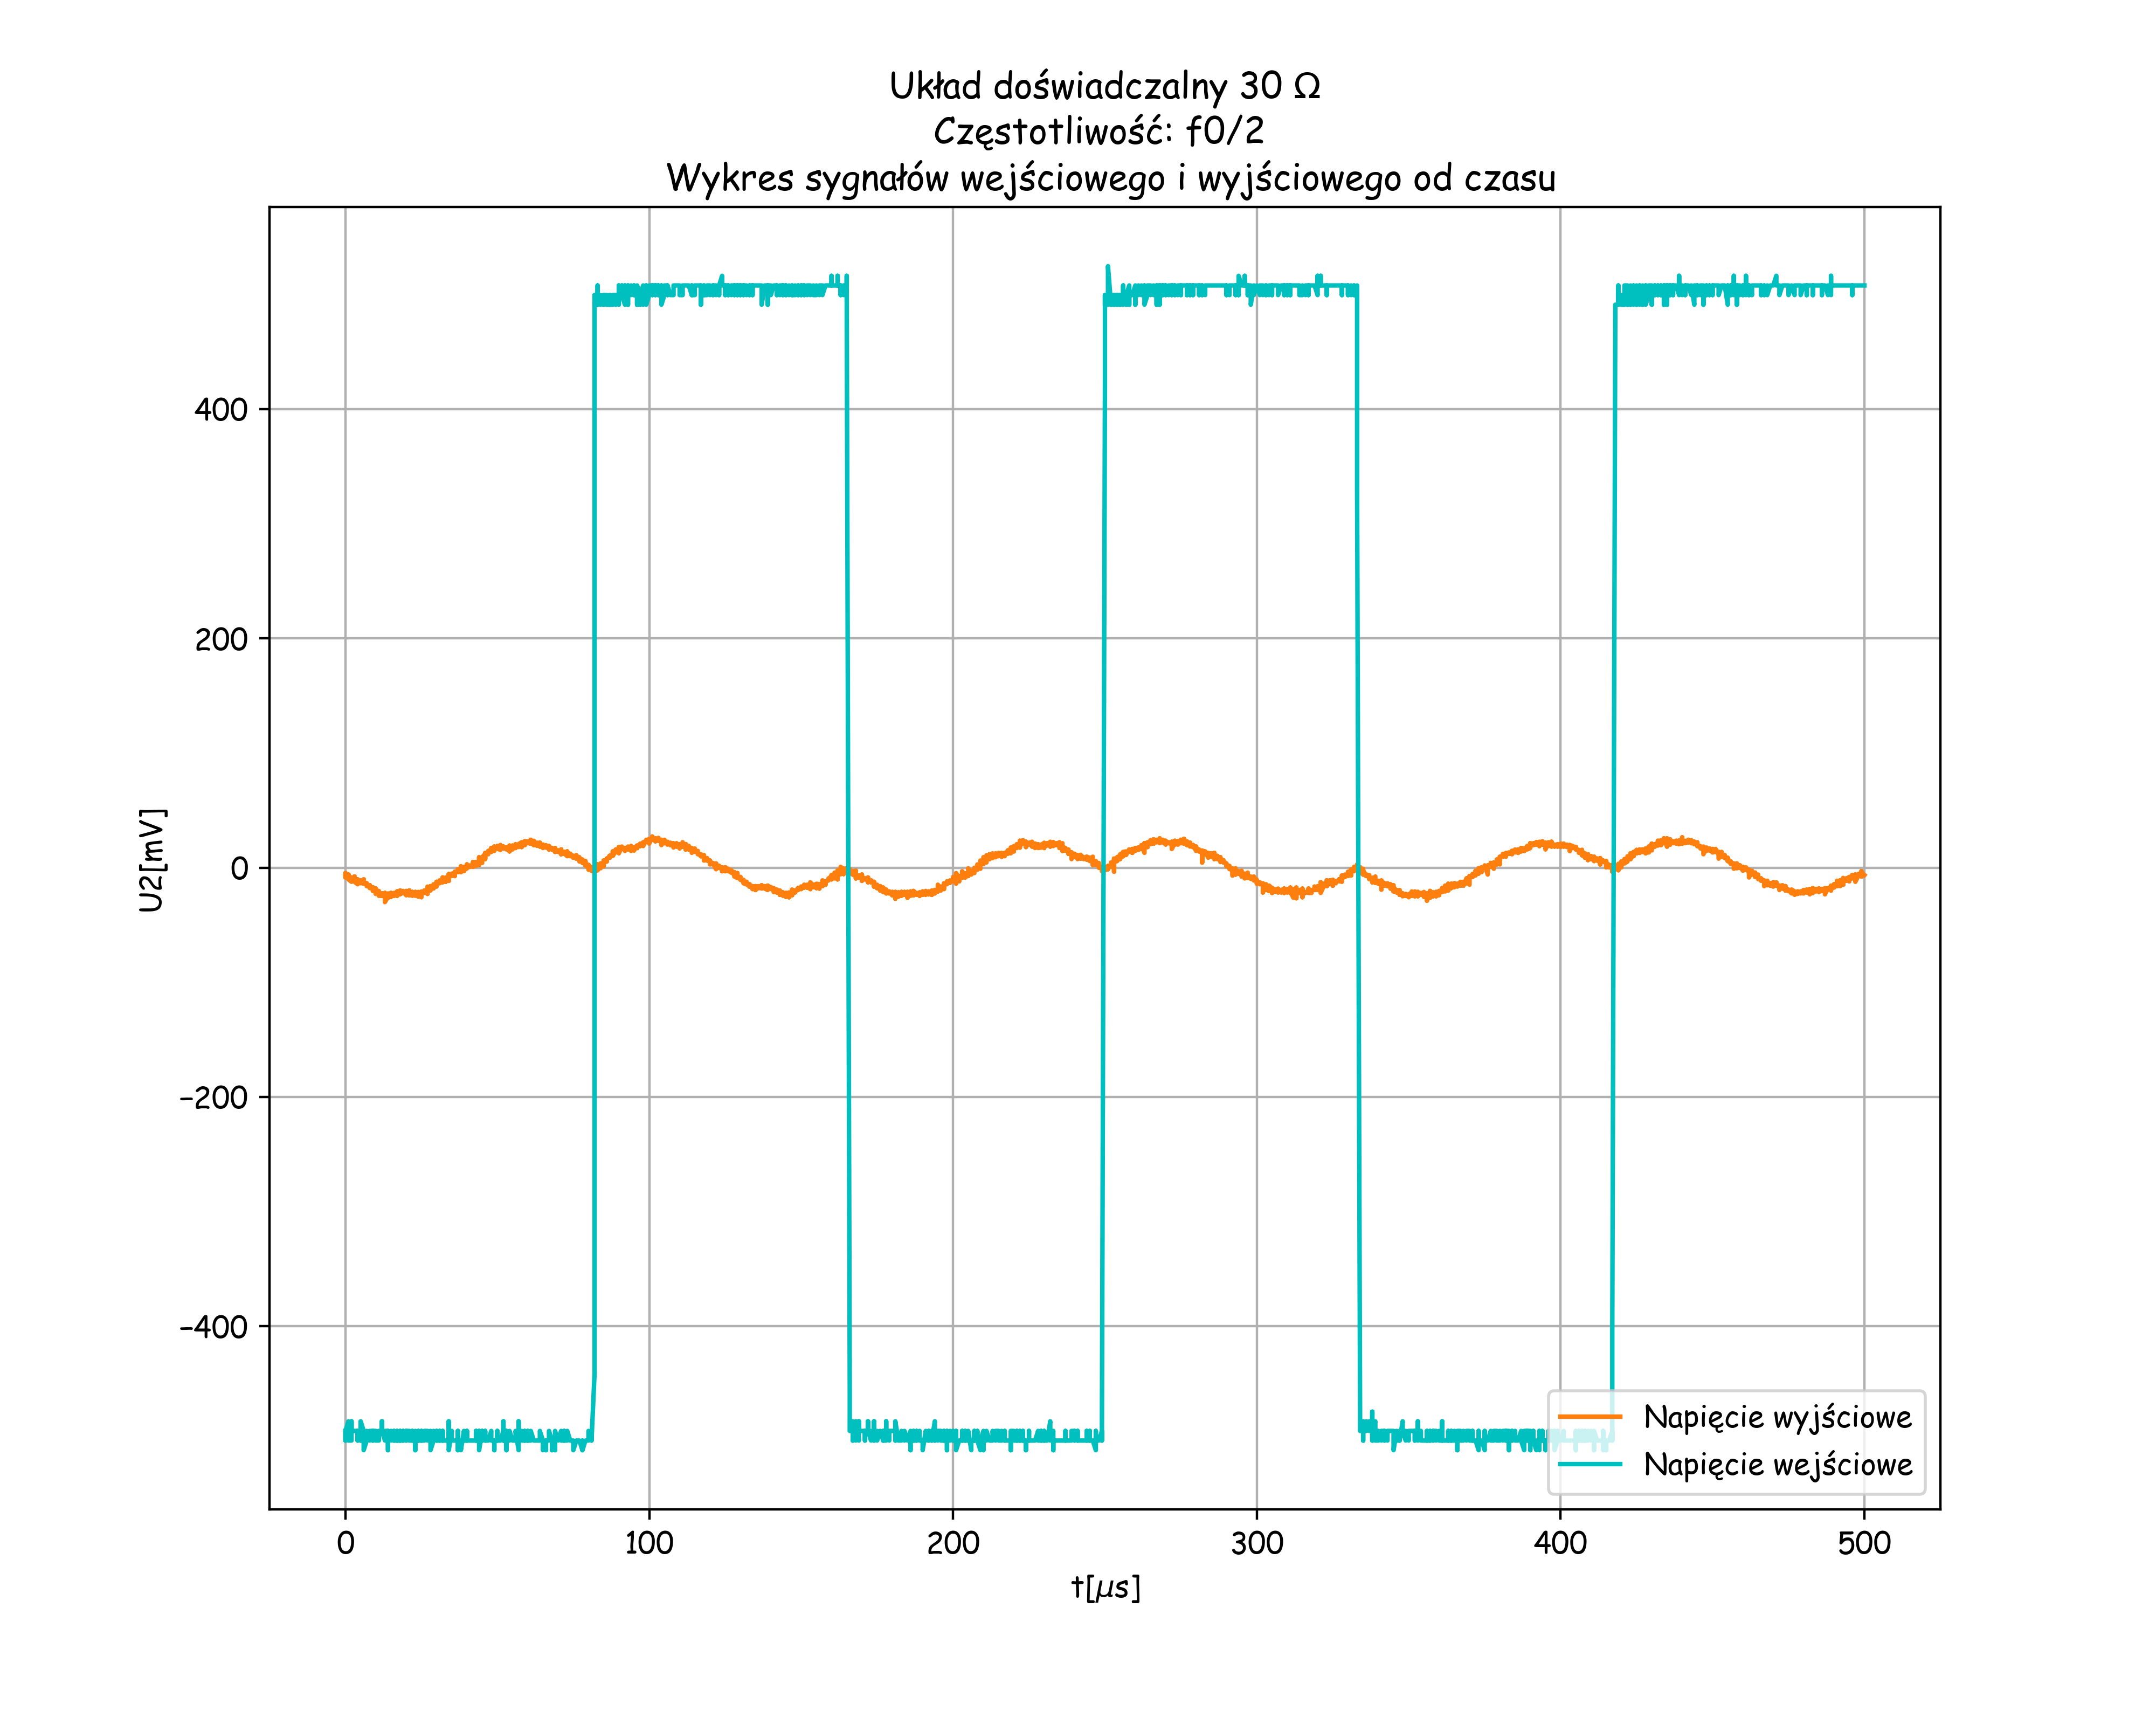 Układ doświadczalny 30 Ω
Częstotliwość: f0/2
Wykres sygnałów wejściowego i wyjściowego od czasu
400
200
0
-200
-400
U2[mV]
0 100 200 300 400 500
t[μs]
Napięcie wyjściowe
Napięcie wejściowe